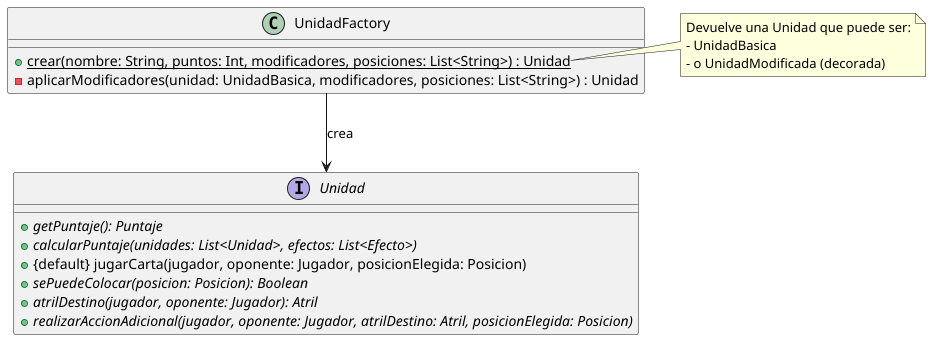 C UnidadFactory
crear(nombre: String, puntos: Int, modificadores, posiciones: List<String>) : Unidad
aplicarModificadores(unidad: UnidadBasica, modificadores, posiciones: List<String>) : Unidad
Devuelve una Unidad que puede ser:
- UnidadBasica
- o UnidadModificada (decorada)
crea
I Unidad
getPuntaje(): Puntaje
calcularPuntaje(unidades: List<Unidad>, efectos: List<Efecto>)
{default} jugarCarta(jugador, oponente: Jugador, posicionElegida: Posicion)
sePuedeColocar(posicion: Posicion): Boolean
atrilDestino(jugador, oponente: Jugador): Atril
realizarAccionAdicional(jugador, oponente: Jugador, atrilDestino: Atril, posicionElegida: Posicion)